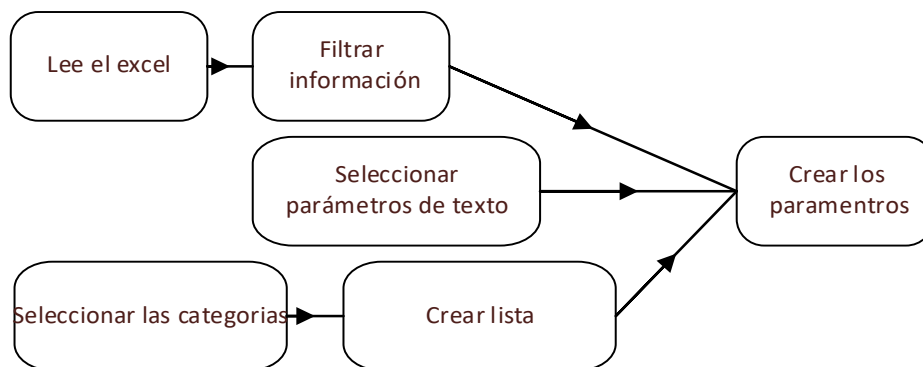 Lee el excel
Filtrar
información
Seleccionar
parámetros de texto
Crear los
paramentros
Seleccionar las categorias
Crear lista